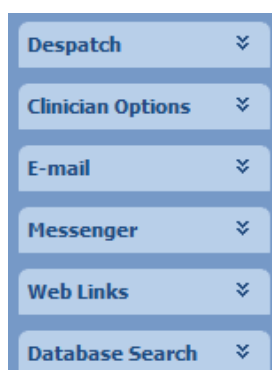 Despatch
Clinician Options
E-mail
Messenger
Web Links
Database Search